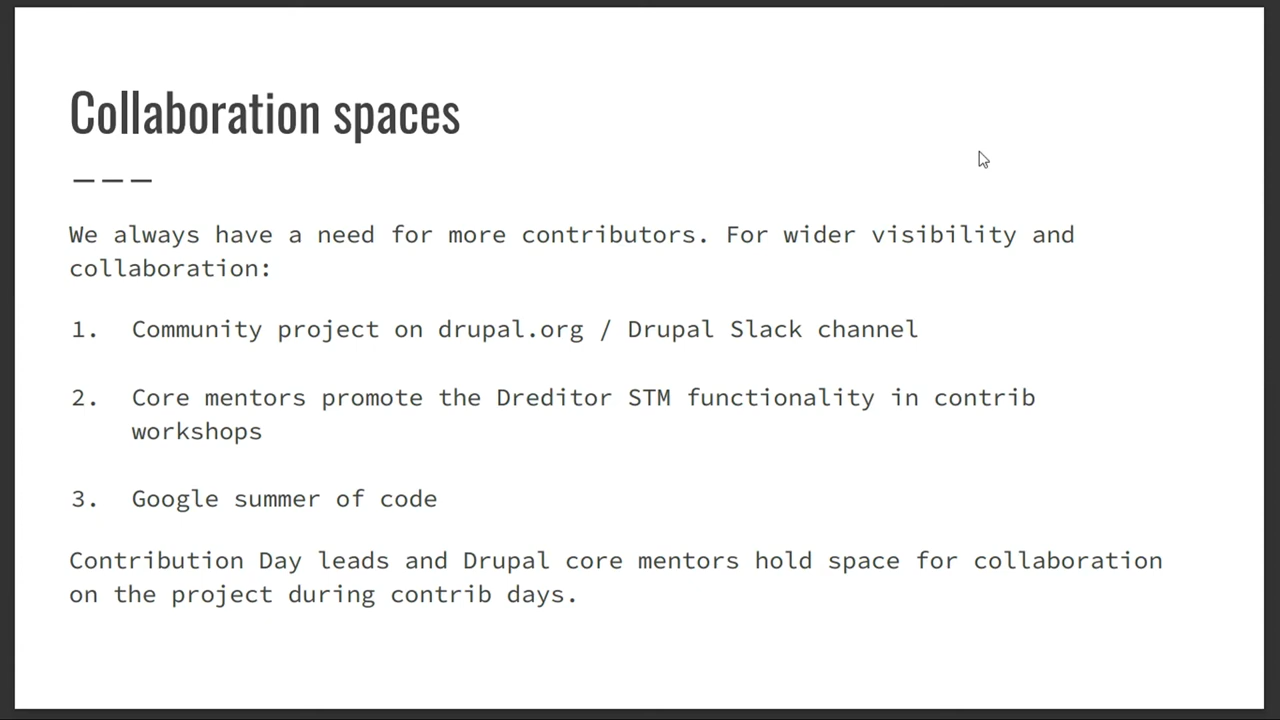 Collaboration spaces
We always have a need for more contributors. For wider visibility and
collaboration:
1. Community project on drupal.org / Drupal Slack channel
2. Core mentors promote the Dreditor STM functionality in contrib
workshops
3. Google summer of code
Contribution Day leads and Drupal core mentors hold space for collaboration
on the project during contrib days.